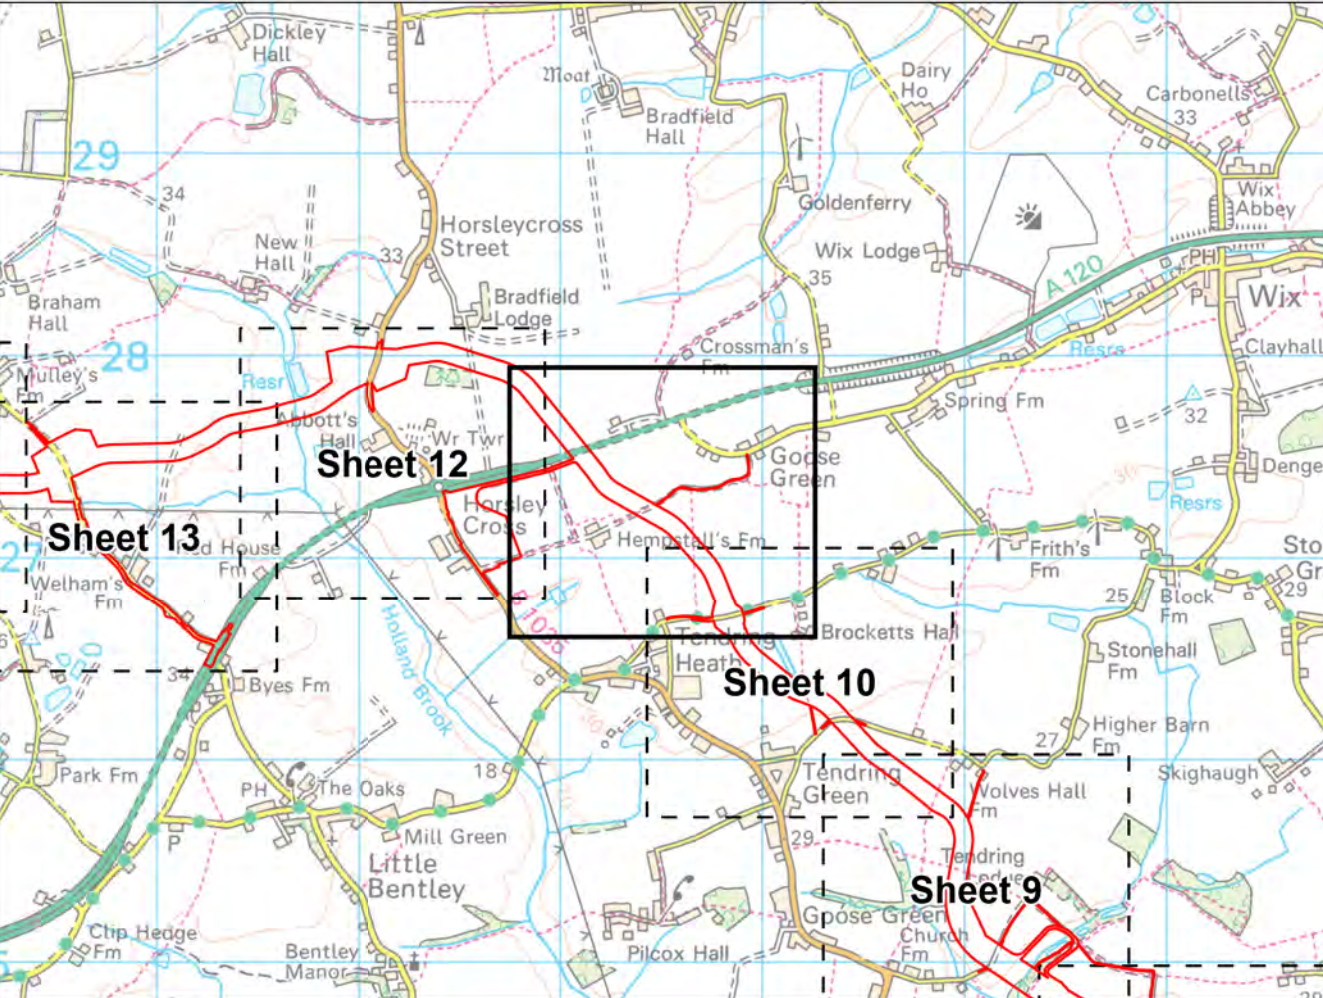 Dickley
Hall
Moat
Bradfield
Hall
Dairy
Ho
Carbonells
33
29
34
Goldenferry
Wix
Abbey
Horsleycross
Street
New
Hall
33
Wix Lodge
35
A 120
PH
P
Wix
Braham
Hall
Bradfield
Lodge
28
Crossman's
Fm
Resrs
Clayhall
Mulley's
Fm
Resr
Abbott's
Hall
Wr Twr
Spring Fm
32
Sheet 12
Goose
Green
Denge
Resrs
Horsley
Cross
Sheet 13
Hempstall's Fm
27
Fm
Frith's
Fm
Sto
Gr
Welham's
Fm
25
Block
Fm
29
B 1035
Holland Brook
Tendring
Heath
Brocketts Hall
Stonehall
Fm
34
Byes Fm
Sheet 10
Higher Barn
Fm
27
Park Fm
18
PH
The Oaks
Tendring
Green
Wolves Hall
Fm
Skighaugh
P
Mill Green
29
Little
Bentley
Tendring
Sheet 9
Goose Green
Church
Fm
Clip Hedge
Fm
Bentley
Manor
Pilcox Hall